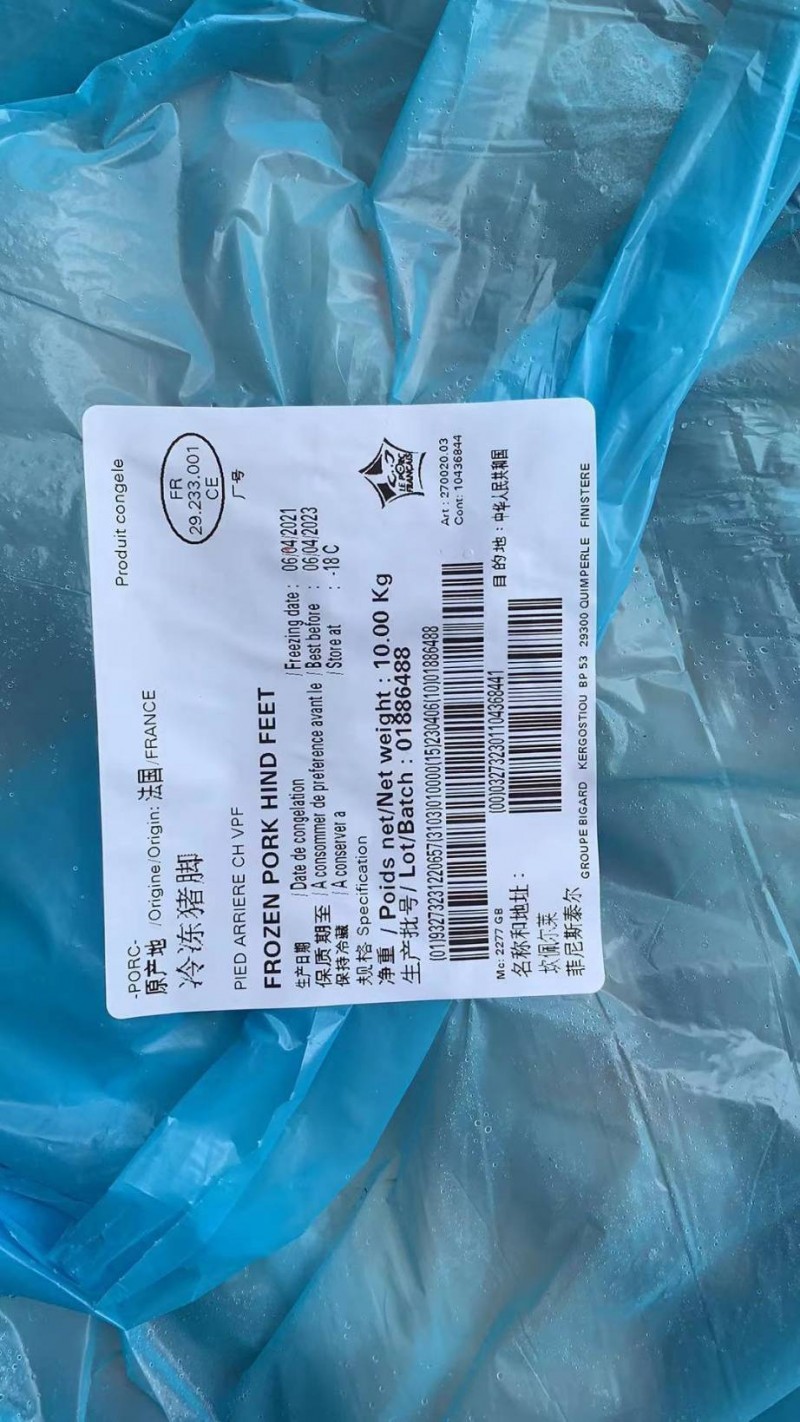 -PORC-
Produit congele
原产地 /Origine/Origin: 法国/FRANCE
FR
29.233.001
CE
冷冻猪脚
厂号
PIED ARRIERE CH VPF
FROZEN PORK HIND FEET
生产日期 / Date de congelation / Freezing date : 06/04/2021
保质期至 / A consommer de preference avant le / Best before : 06/04/2023
保持冷藏 / A conserver a / Store at : -18 C
规格 Specification
净重 / Poids net/Net weight : 10.00 Kg
生产批号/ Lot/Batch : 01886488
LE PORC
FRANÇAIS
(01)93273231220657(3103)010000(15)230406(10)01886488
Art : 270020.03
Cont: 10436844
Mc: 2277 GB
(00)032732301104368441
名称和地址：
目的地：中华人民共和国
坎佩尔莱
菲尼斯泰尔
GROUPE BIGARD KERGOSTIOU BP 53 29300 QUIMPERLE FINISTERE